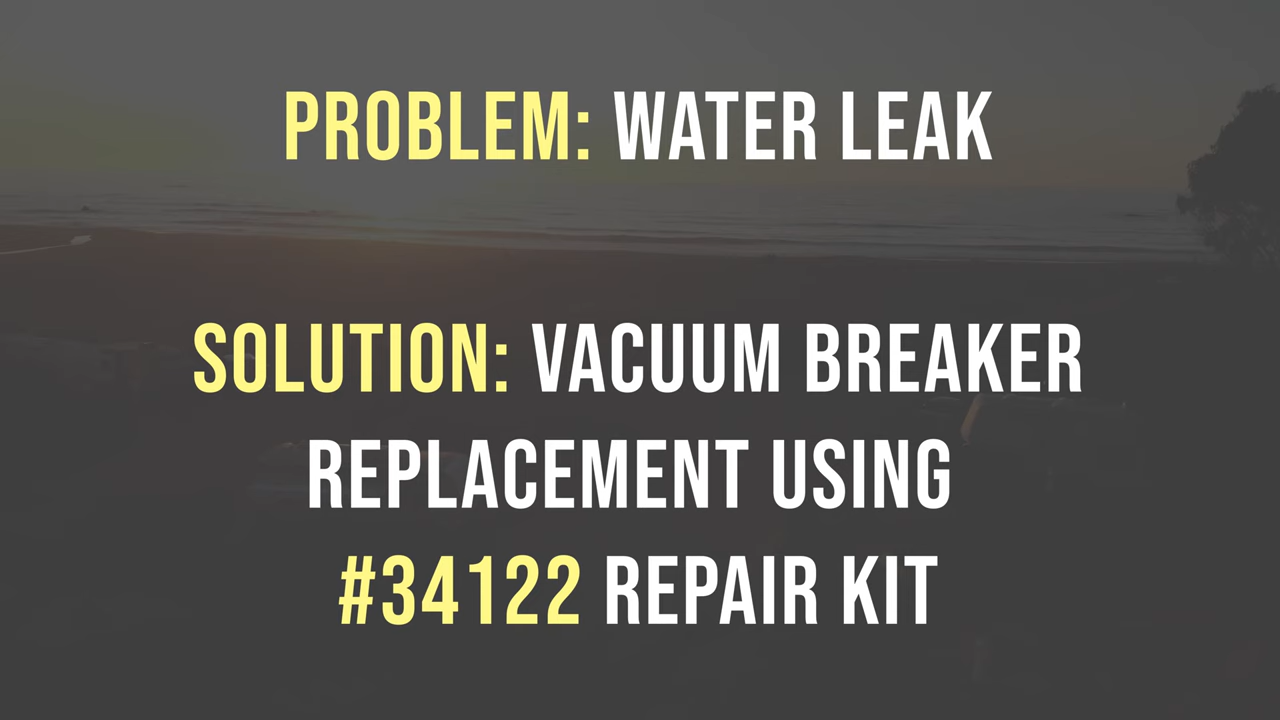 PROBLEM: WATER LEAK
SOLUTION: VACUUM BREAKER
REPLACEMENT USING
#34122 REPAIR KIT